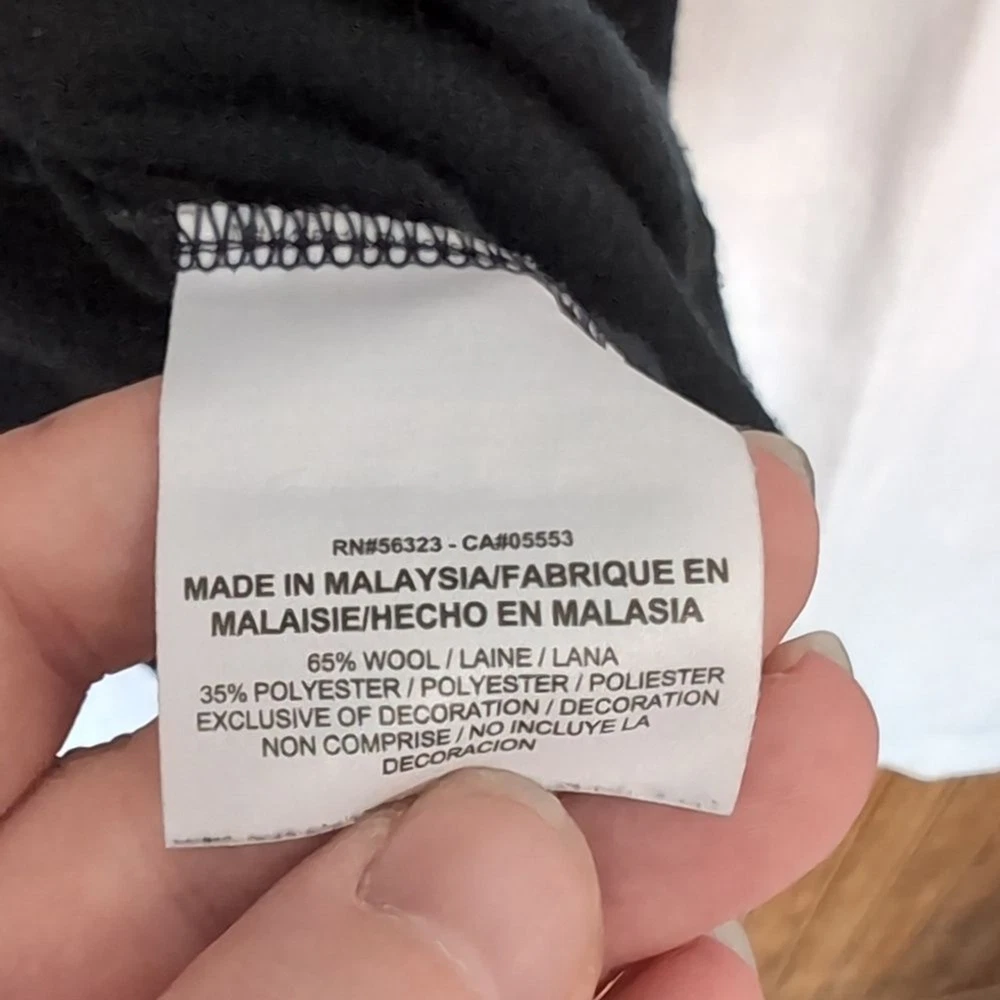 RN#56323 - CA#05553
MADE IN MALAYSIA/FABRIQUE EN
MALAISIE/HECHO EN MALASIA
65% WOOL / LAINE / LANA
35% POLYESTER / POLYESTER / POLIESTER
EXCLUSIVE OF DECORATION / DECORATION
NON COMPRISE / NO INCLUYE LA
DECORACION